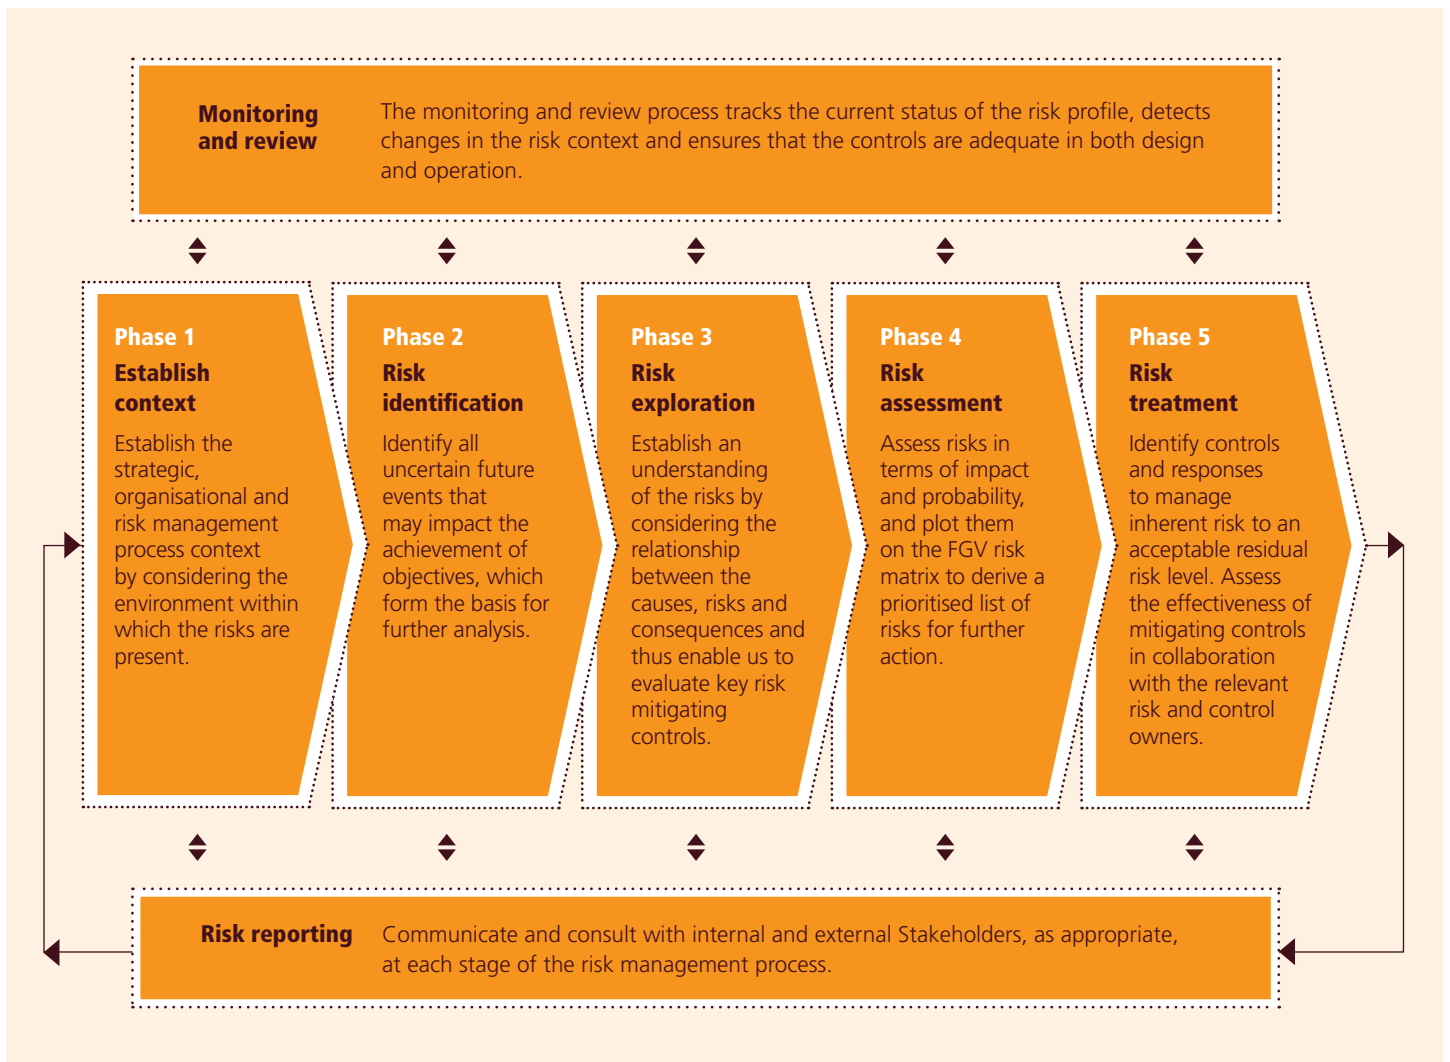 Monitoring
and review
The monitoring and review process tracks the current status of the risk profile, detects
changes in the risk context and ensures that the controls are adequate in both design
and operation.
Phase 1
Establish
context
Establish the
strategic,
organisational and
risk management
process context
by considering the
environment within
which the risks are
present.
Phase 2
Risk
identification
Identify all
uncertain future
events that
may impact the
achievement of
objectives, which
form the basis for
further analysis.
Phase 3
Risk
exploration
Establish an
understanding
of the risks by
considering the
relationship
between the
causes, risks and
consequences and
thus enable us to
evaluate key risk
mitigating
controls.
Phase 4
Risk
assessment
Assess risks in
terms of impact
and probability,
and plot them
on the FGV risk
matrix to derive a
prioritised list of
risks for further
action.
Phase 5
Risk
treatment
Identify controls
and responses
to manage
inherent risk to an
acceptable residual
risk level. Assess
the effectiveness of
mitigating controls
in collaboration
with the relevant
risk and control
owners.
Risk reporting
Communicate and consult with internal and external Stakeholders, as appropriate,
at each stage of the risk management process.